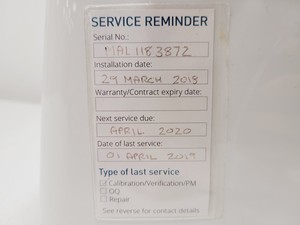 SERVICE REMINDER
Serial No.:
MAL1183872
Installation date:
29 MARCH 2018
Warranty/Contract expiry date:
Next service due:
APRIL 2020
Date of last service:
01 APRIL 2019
Type of last service
Calibration/Verification/PM
OQ
Repair
See reverse for contact details